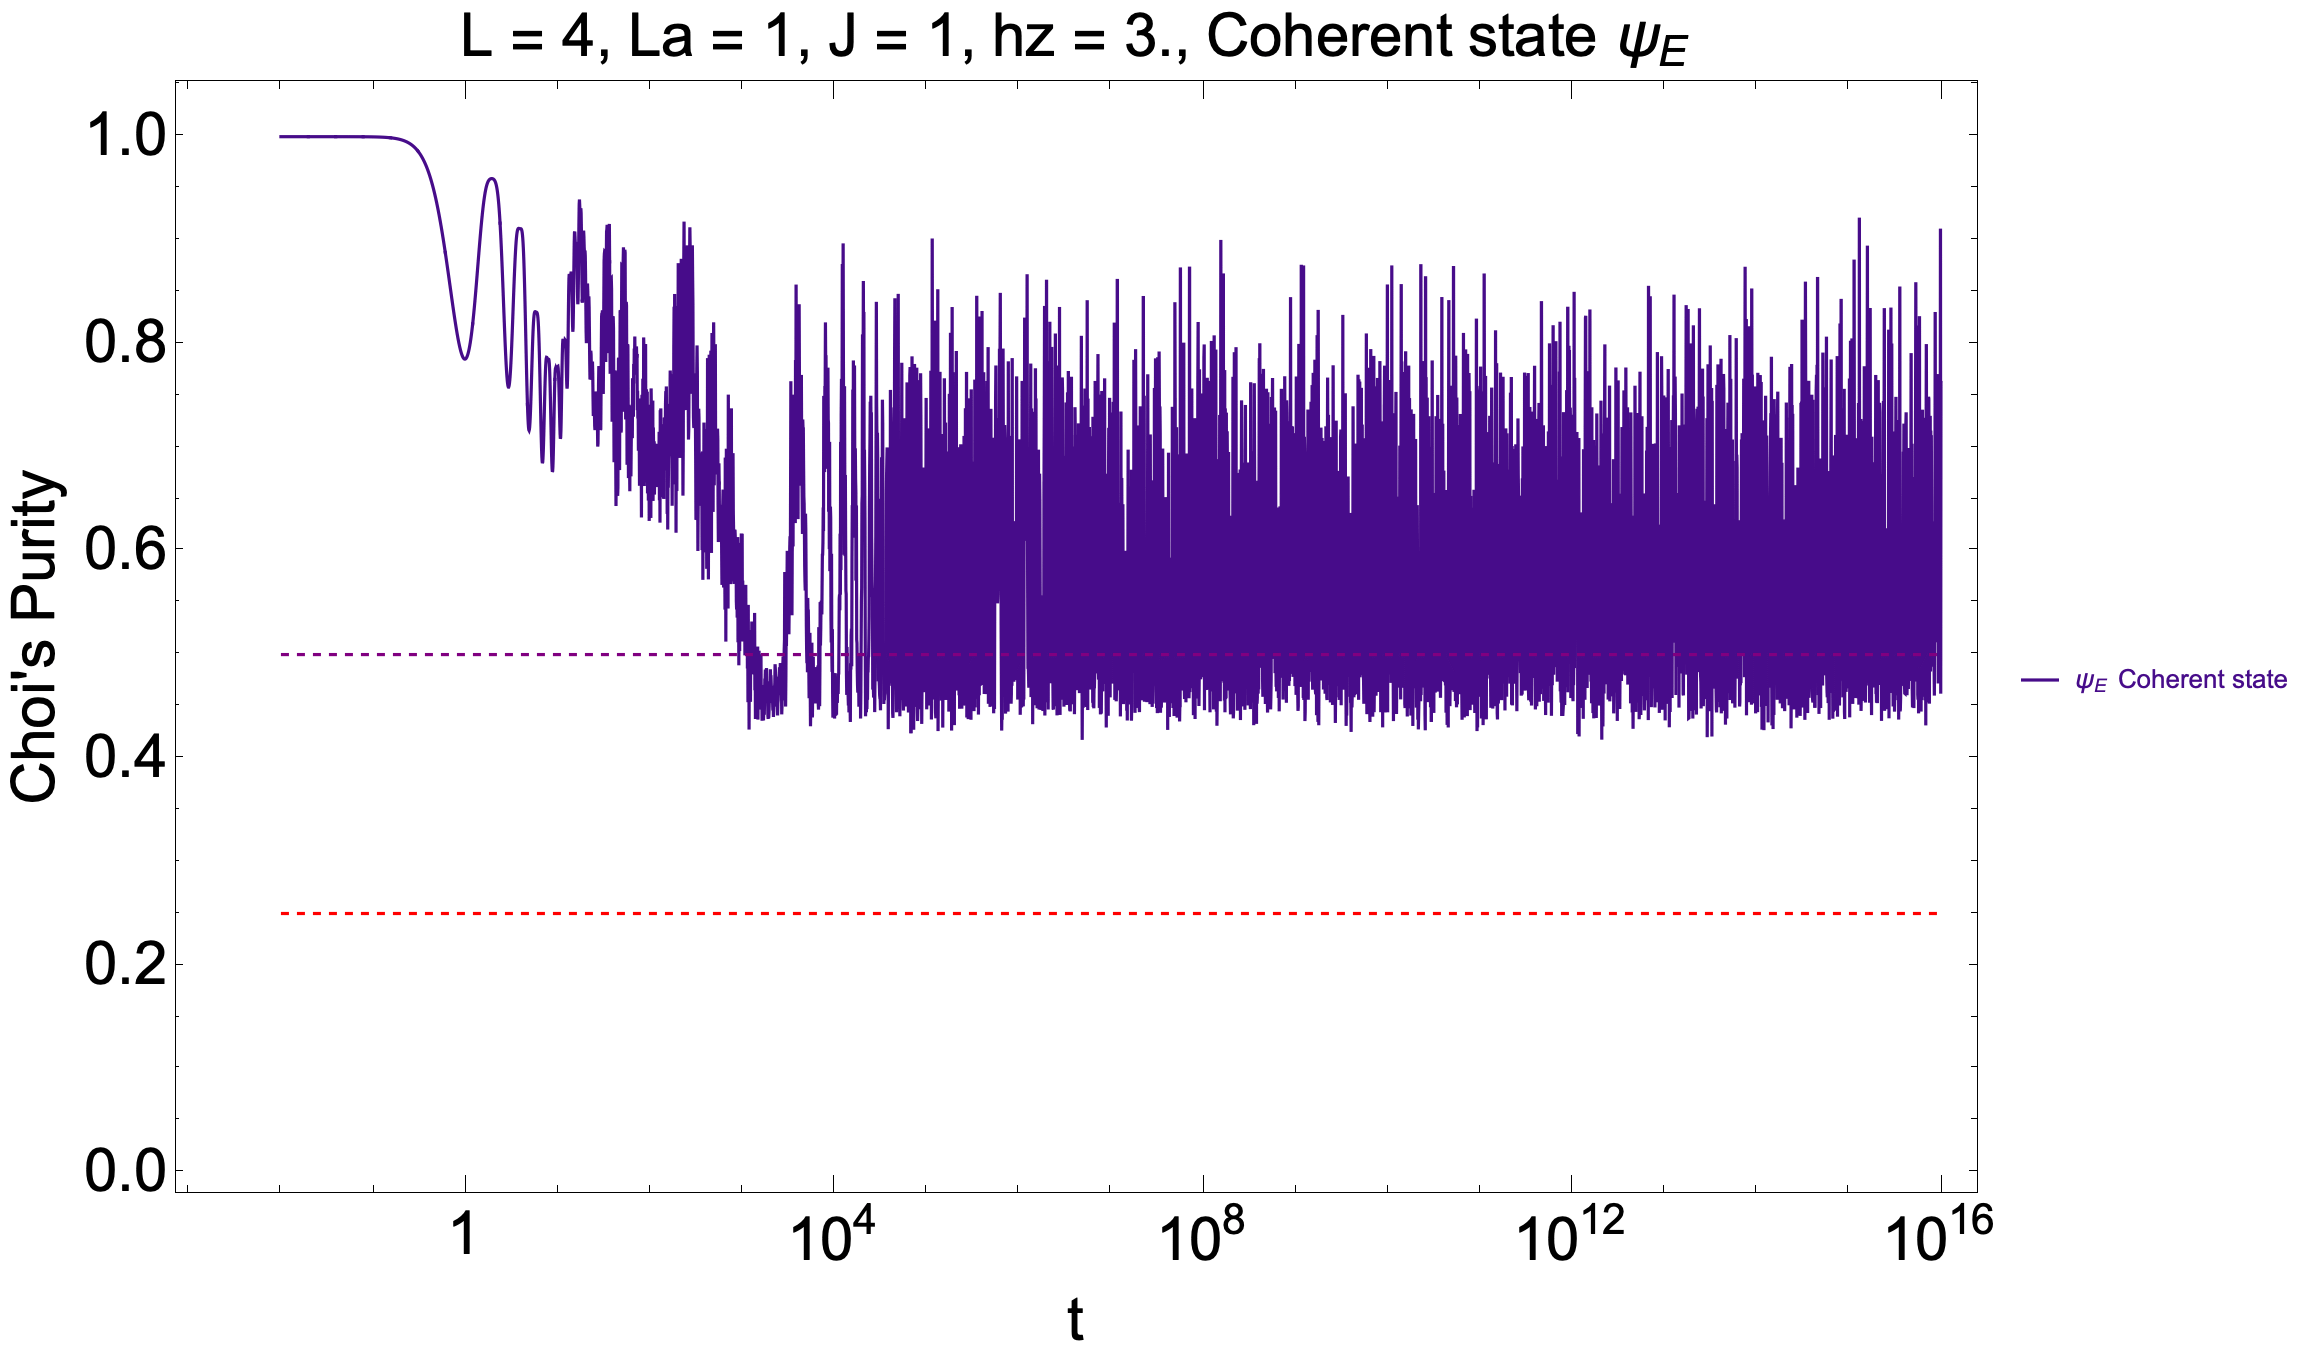 L = 4, La = 1, J = 1, hz = 3., Coherent state ψE
Choi's Purity
1.0
0.8
0.6
0.4
0.2
0.0
1
10^4
10^8
10^12
10^16
t
ψE Coherent state